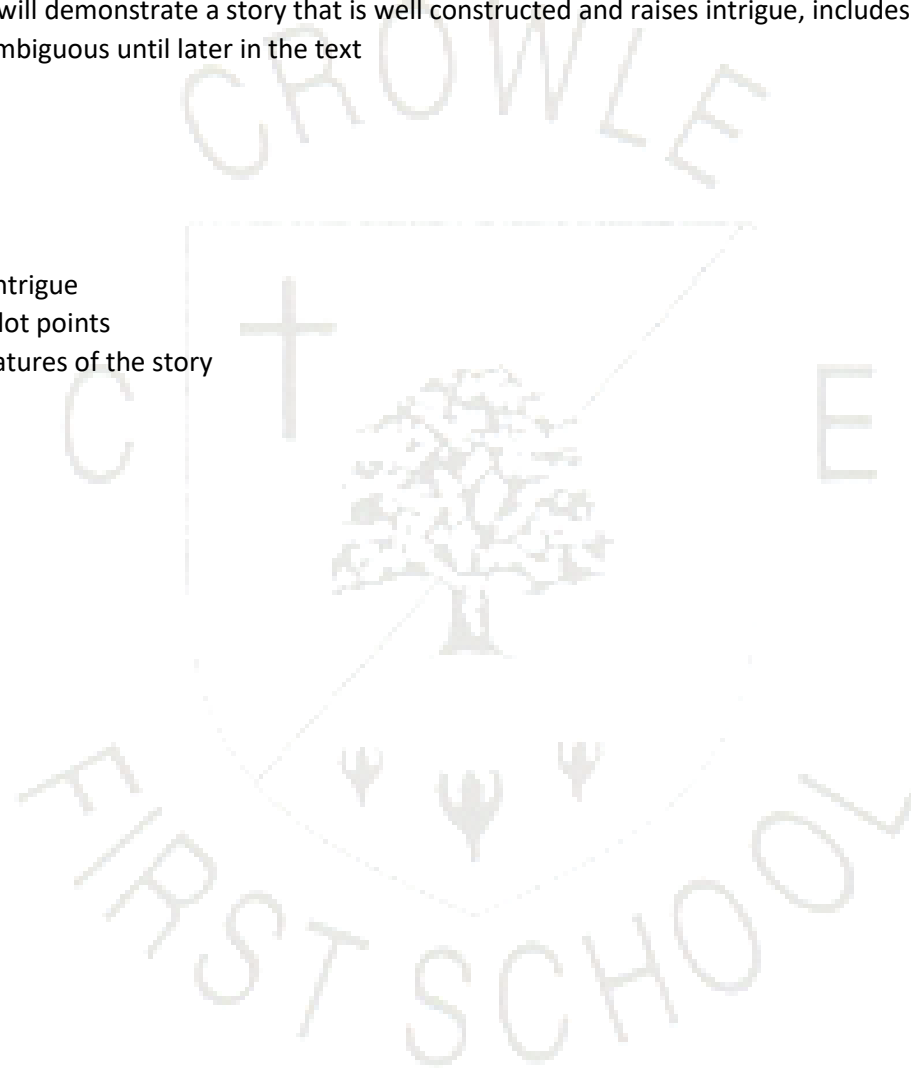 will demonstrate a story that is well constructed and raises intrigue, includes
mbiguous until later in the text
CROWLE
ntrigue
lot points
atures of the story
C E
FIRST SCHOOL